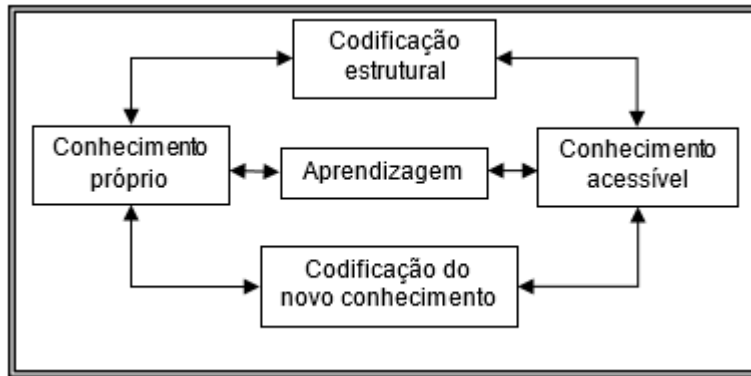 Codificação
estrutural
Conhecimento
próprio
Aprendizagem
Conhecimento
acessível
Codificação do
novo conhecimento